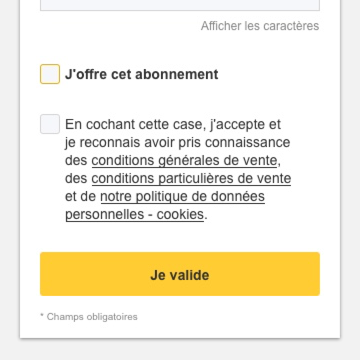 Afficher les caractères
J'offre cet abonnement
En cochant cette case, j'accepte et
je reconnais avoir pris connaissance
des conditions générales de vente,
des conditions particulières de vente
et de notre politique de données
personnelles - cookies.
Je valide
* Champs obligatoires